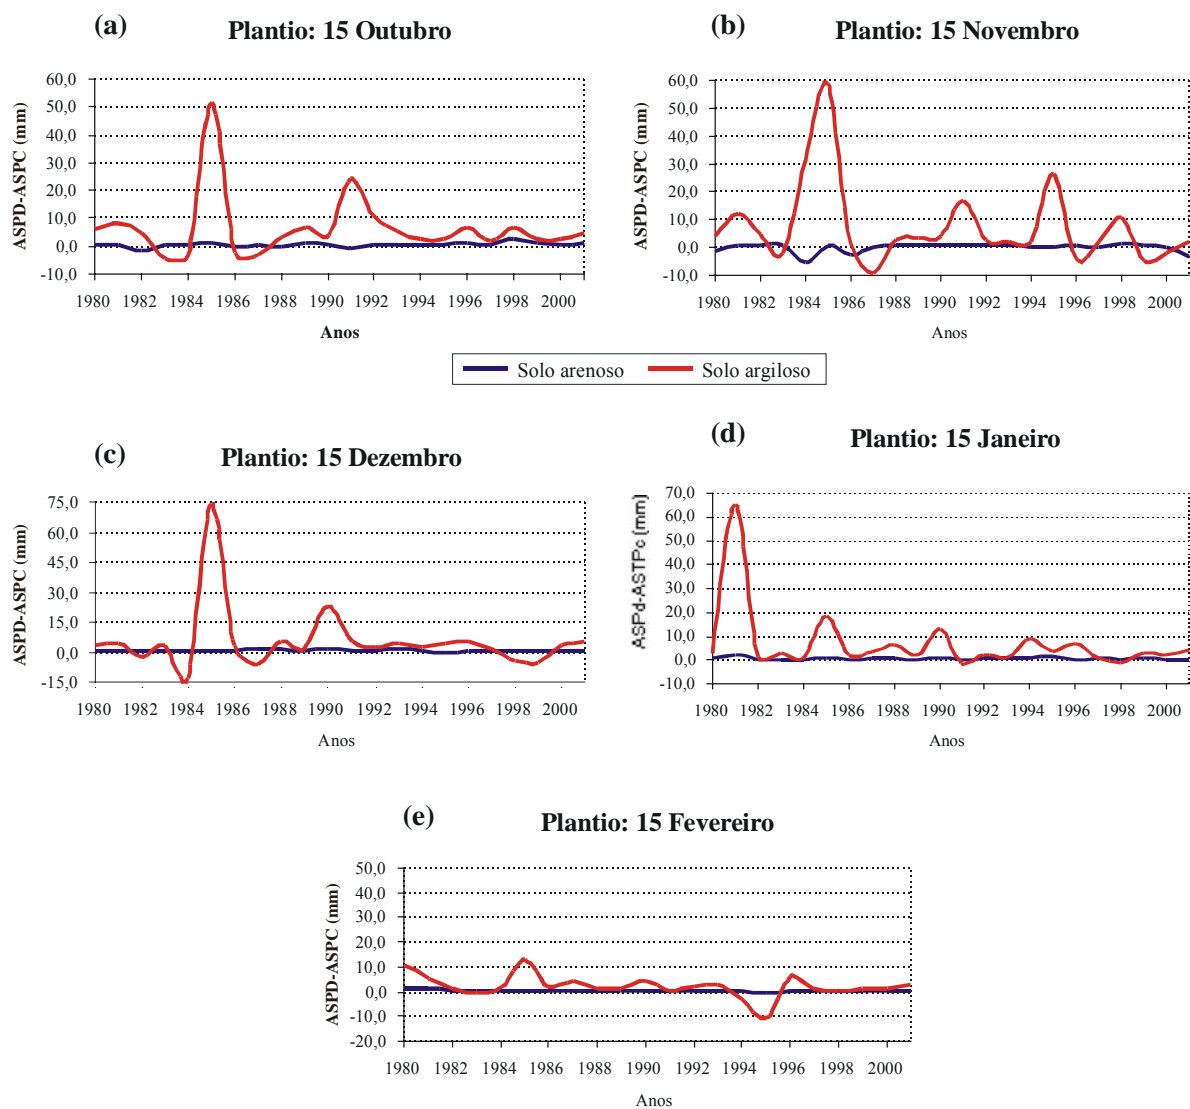 (a)
Plantio: 15 Outubro
ASPD-ASPC (mm)
60,0
50,0
40,0
30,0
20,0
10,0
0,0
-10,0
1980 1982 1984 1986 1988 1990 1992 1994 1996 1998 2000
Anos
(b)
Plantio: 15 Novembro
ASPD-ASPC (mm)
60,0
50,0
40,0
30,0
20,0
10,0
0,0
-10,0
1980 1982 1984 1986 1988 1990 1992 1994 1996 1998 2000
Anos
Solo arenoso Solo argiloso
(c)
Plantio: 15 Dezembro
ASPD-ASPC (mm)
75,0
60,0
45,0
30,0
15,0
0,0
-15,0
1980 1982 1984 1986 1988 1990 1992 1994 1996 1998 2000
Anos
(d)
Plantio: 15 Janeiro
ASPd-ASTPc (mm)
70,0
60,0
50,0
40,0
30,0
20,0
10,0
0,0
-10,0
1980 1982 1984 1986 1988 1990 1992 1994 1996 1998 2000
Anos
(e)
Plantio: 15 Fevereiro
ASPD-ASPC (mm)
50,0
40,0
30,0
20,0
10,0
0,0
-10,0
-20,0
1980 1982 1984 1986 1988 1990 1992 1994 1996 1998 2000
Anos